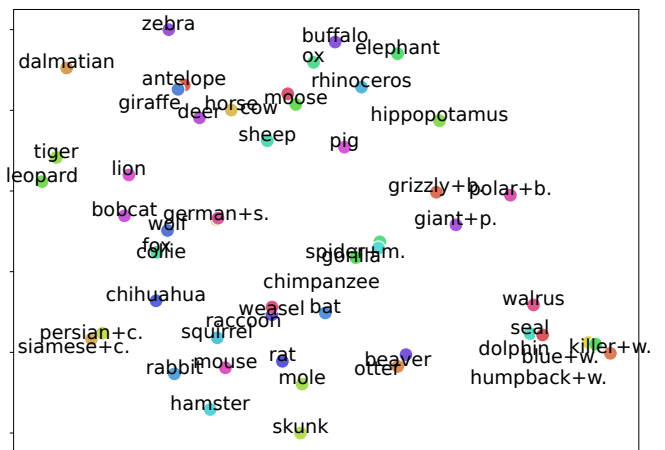 zebra
buffalo
ox
elephant
dalmatian
antelope
rhinoceros
giraffe
horse
cow
moose
deer
hippopotamus
sheep
pig
tiger
lion
leopard
grizzly+b.
polar+b.
bobcat
german+s.
wolf
giant+p.
fox
collie
spider+m.
gorilla
chimpanzee
chihuahua
weasel
bat
walrus
raccoon
persian+c.
squirrel
seal
siamese+c.
dolphin
killer+w.
blue+w.
rabbit
mouse
rat
beaver
otter
mole
humpback+w.
hamster
skunk